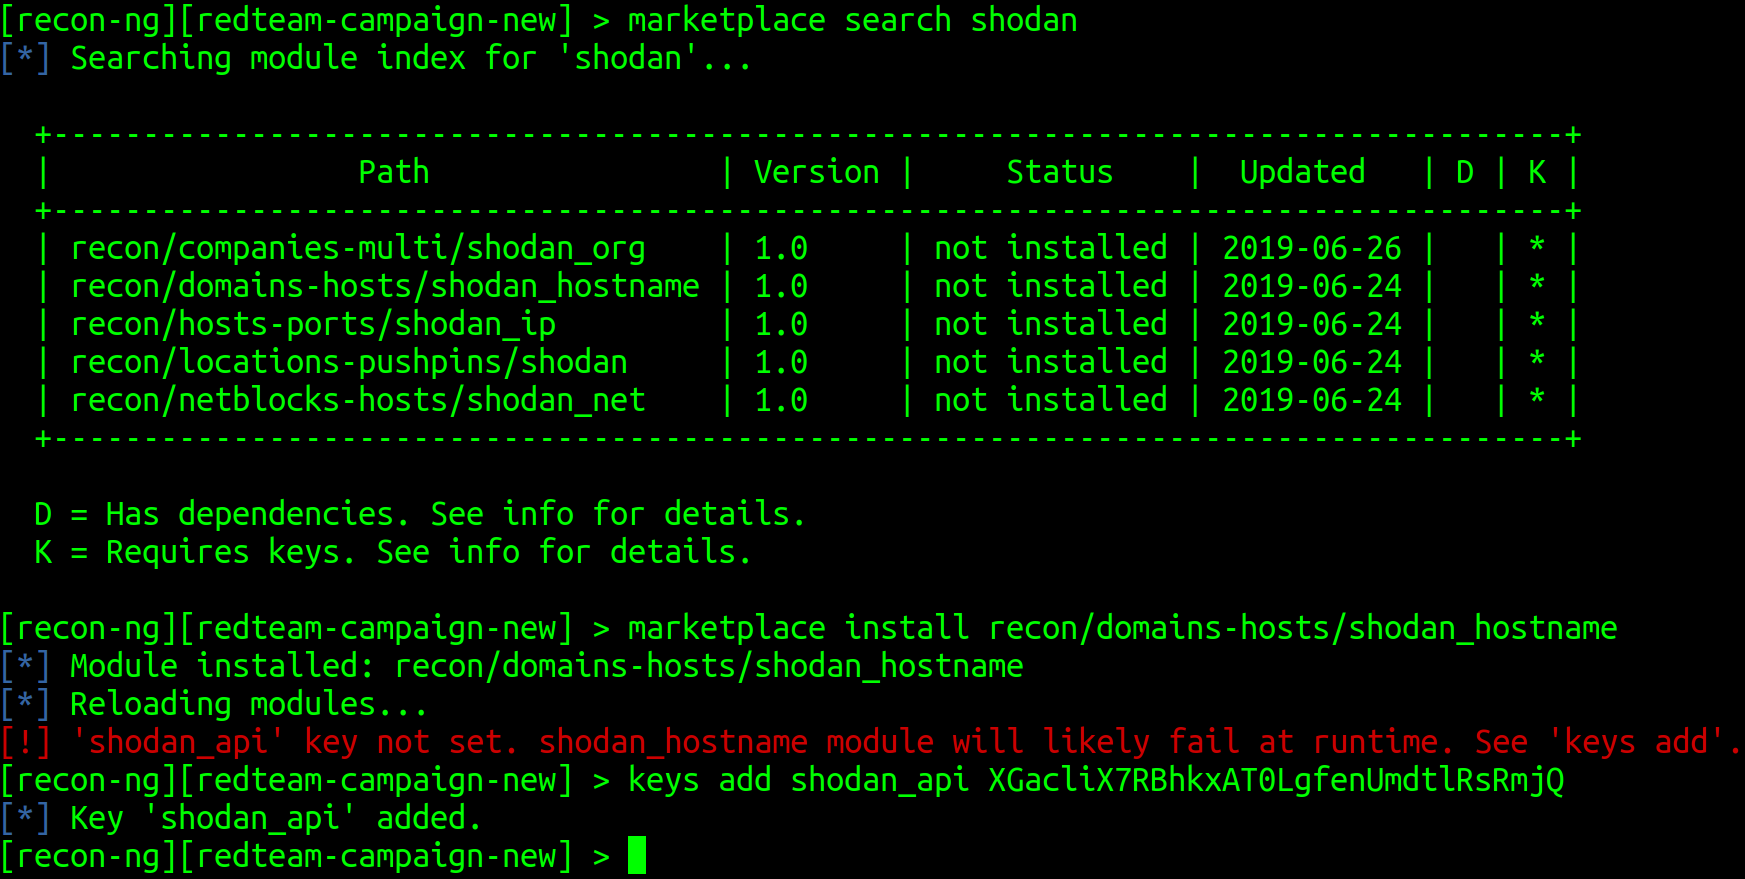 [recon-ng][redteam-campaign-new] > marketplace search shodan
[*] Searching module index for 'shodan'...
+------------------------------------------------------------------------------------+
| Path | Version | Status | Updated | D | K |
+------------------------------------------------------------------------------------+
| recon/companies-multi/shodan_org | 1.0 | not installed | 2019-06-26 | | * |
| recon/domains-hosts/shodan_hostname | 1.0 | not installed | 2019-06-24 | | * |
| recon/hosts-ports/shodan_ip | 1.0 | not installed | 2019-06-24 | | * |
| recon/locations-pushpins/shodan | 1.0 | not installed | 2019-06-24 | | * |
| recon/netblocks-hosts/shodan_net | 1.0 | not installed | 2019-06-24 | | * |
+------------------------------------------------------------------------------------+
D = Has dependencies. See info for details.
K = Requires keys. See info for details.
[recon-ng][redteam-campaign-new] > marketplace install recon/domains-hosts/shodan_hostname
[*] Module installed: recon/domains-hosts/shodan_hostname
[*] Reloading modules...
[!] 'shodan_api' key not set. shodan_hostname module will likely fail at runtime. See 'keys add'.
[recon-ng][redteam-campaign-new] > keys add shodan_api XGacliX7RBhkxAT0LgfenUmdtlRsRmjQ
[*] Key 'shodan_api' added.
[recon-ng][redteam-campaign-new] >